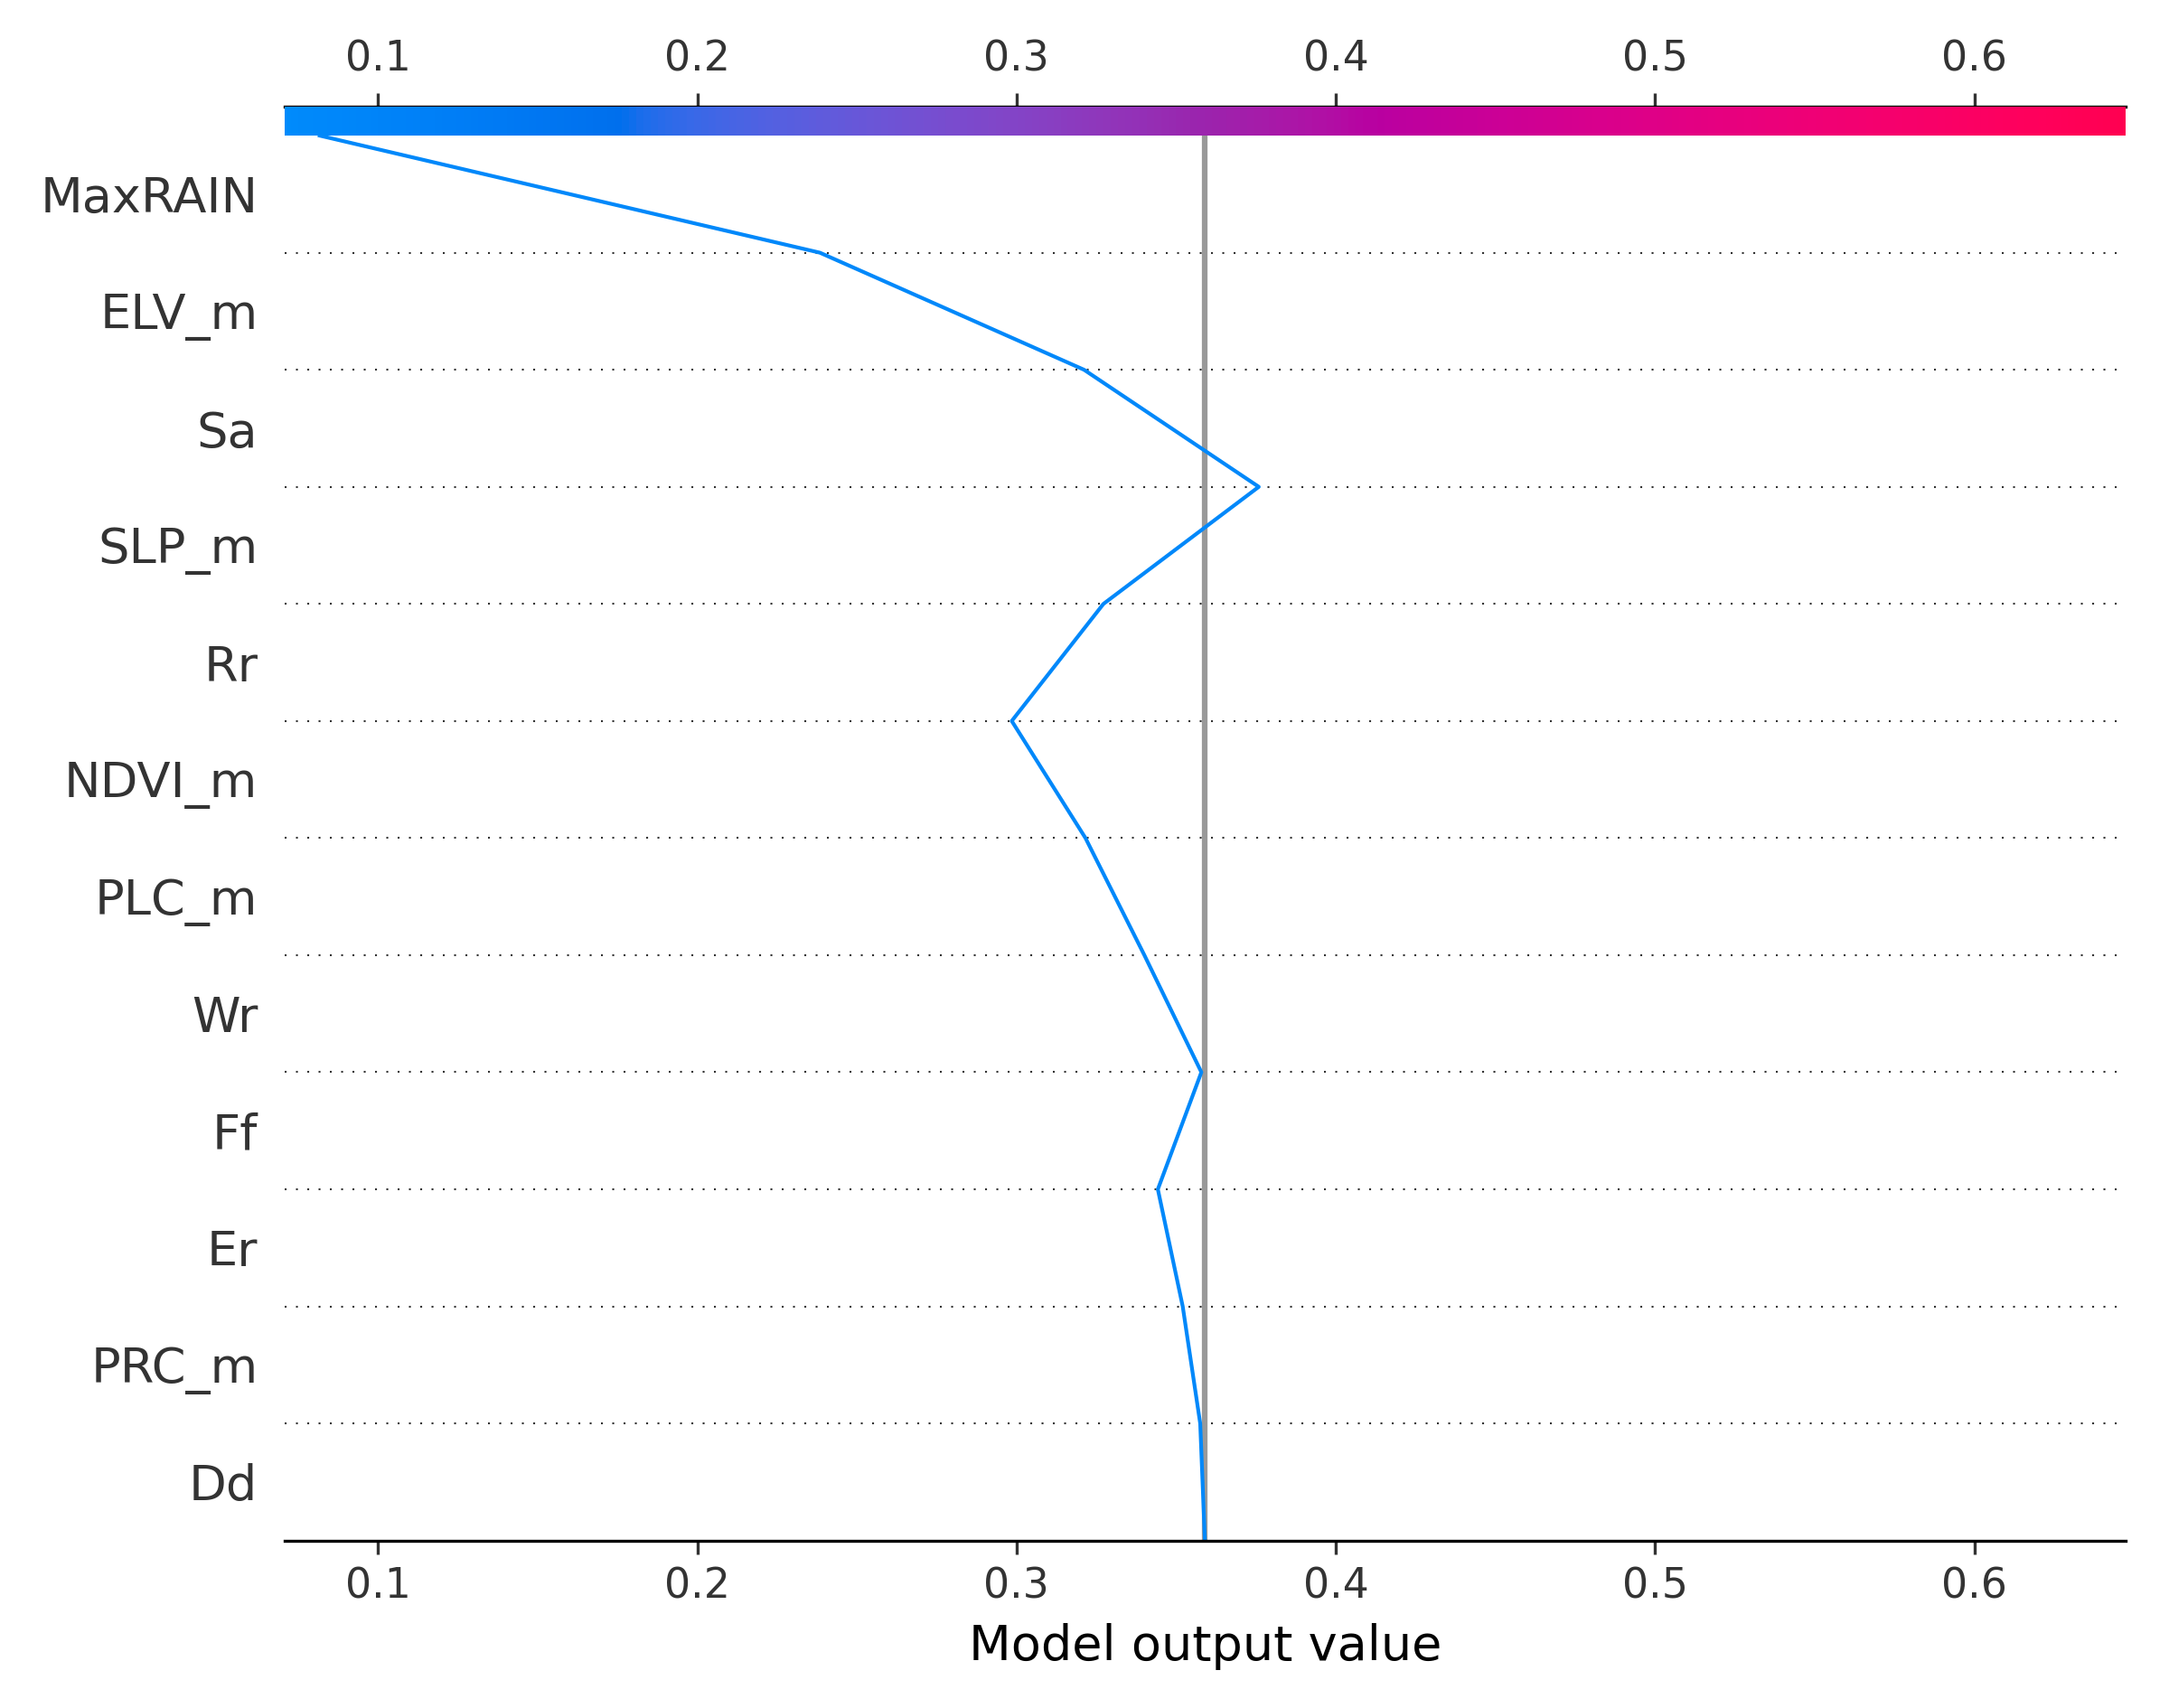 0.1 0.2 0.3 0.4 0.5 0.6
MaxRAIN
ELV_m
Sa
SLP_m
Rr
NDVI_m
PLC_m
Wr
Ff
Er
PRC_m
Dd
0.1 0.2 0.3 0.4 0.5 0.6
Model output value